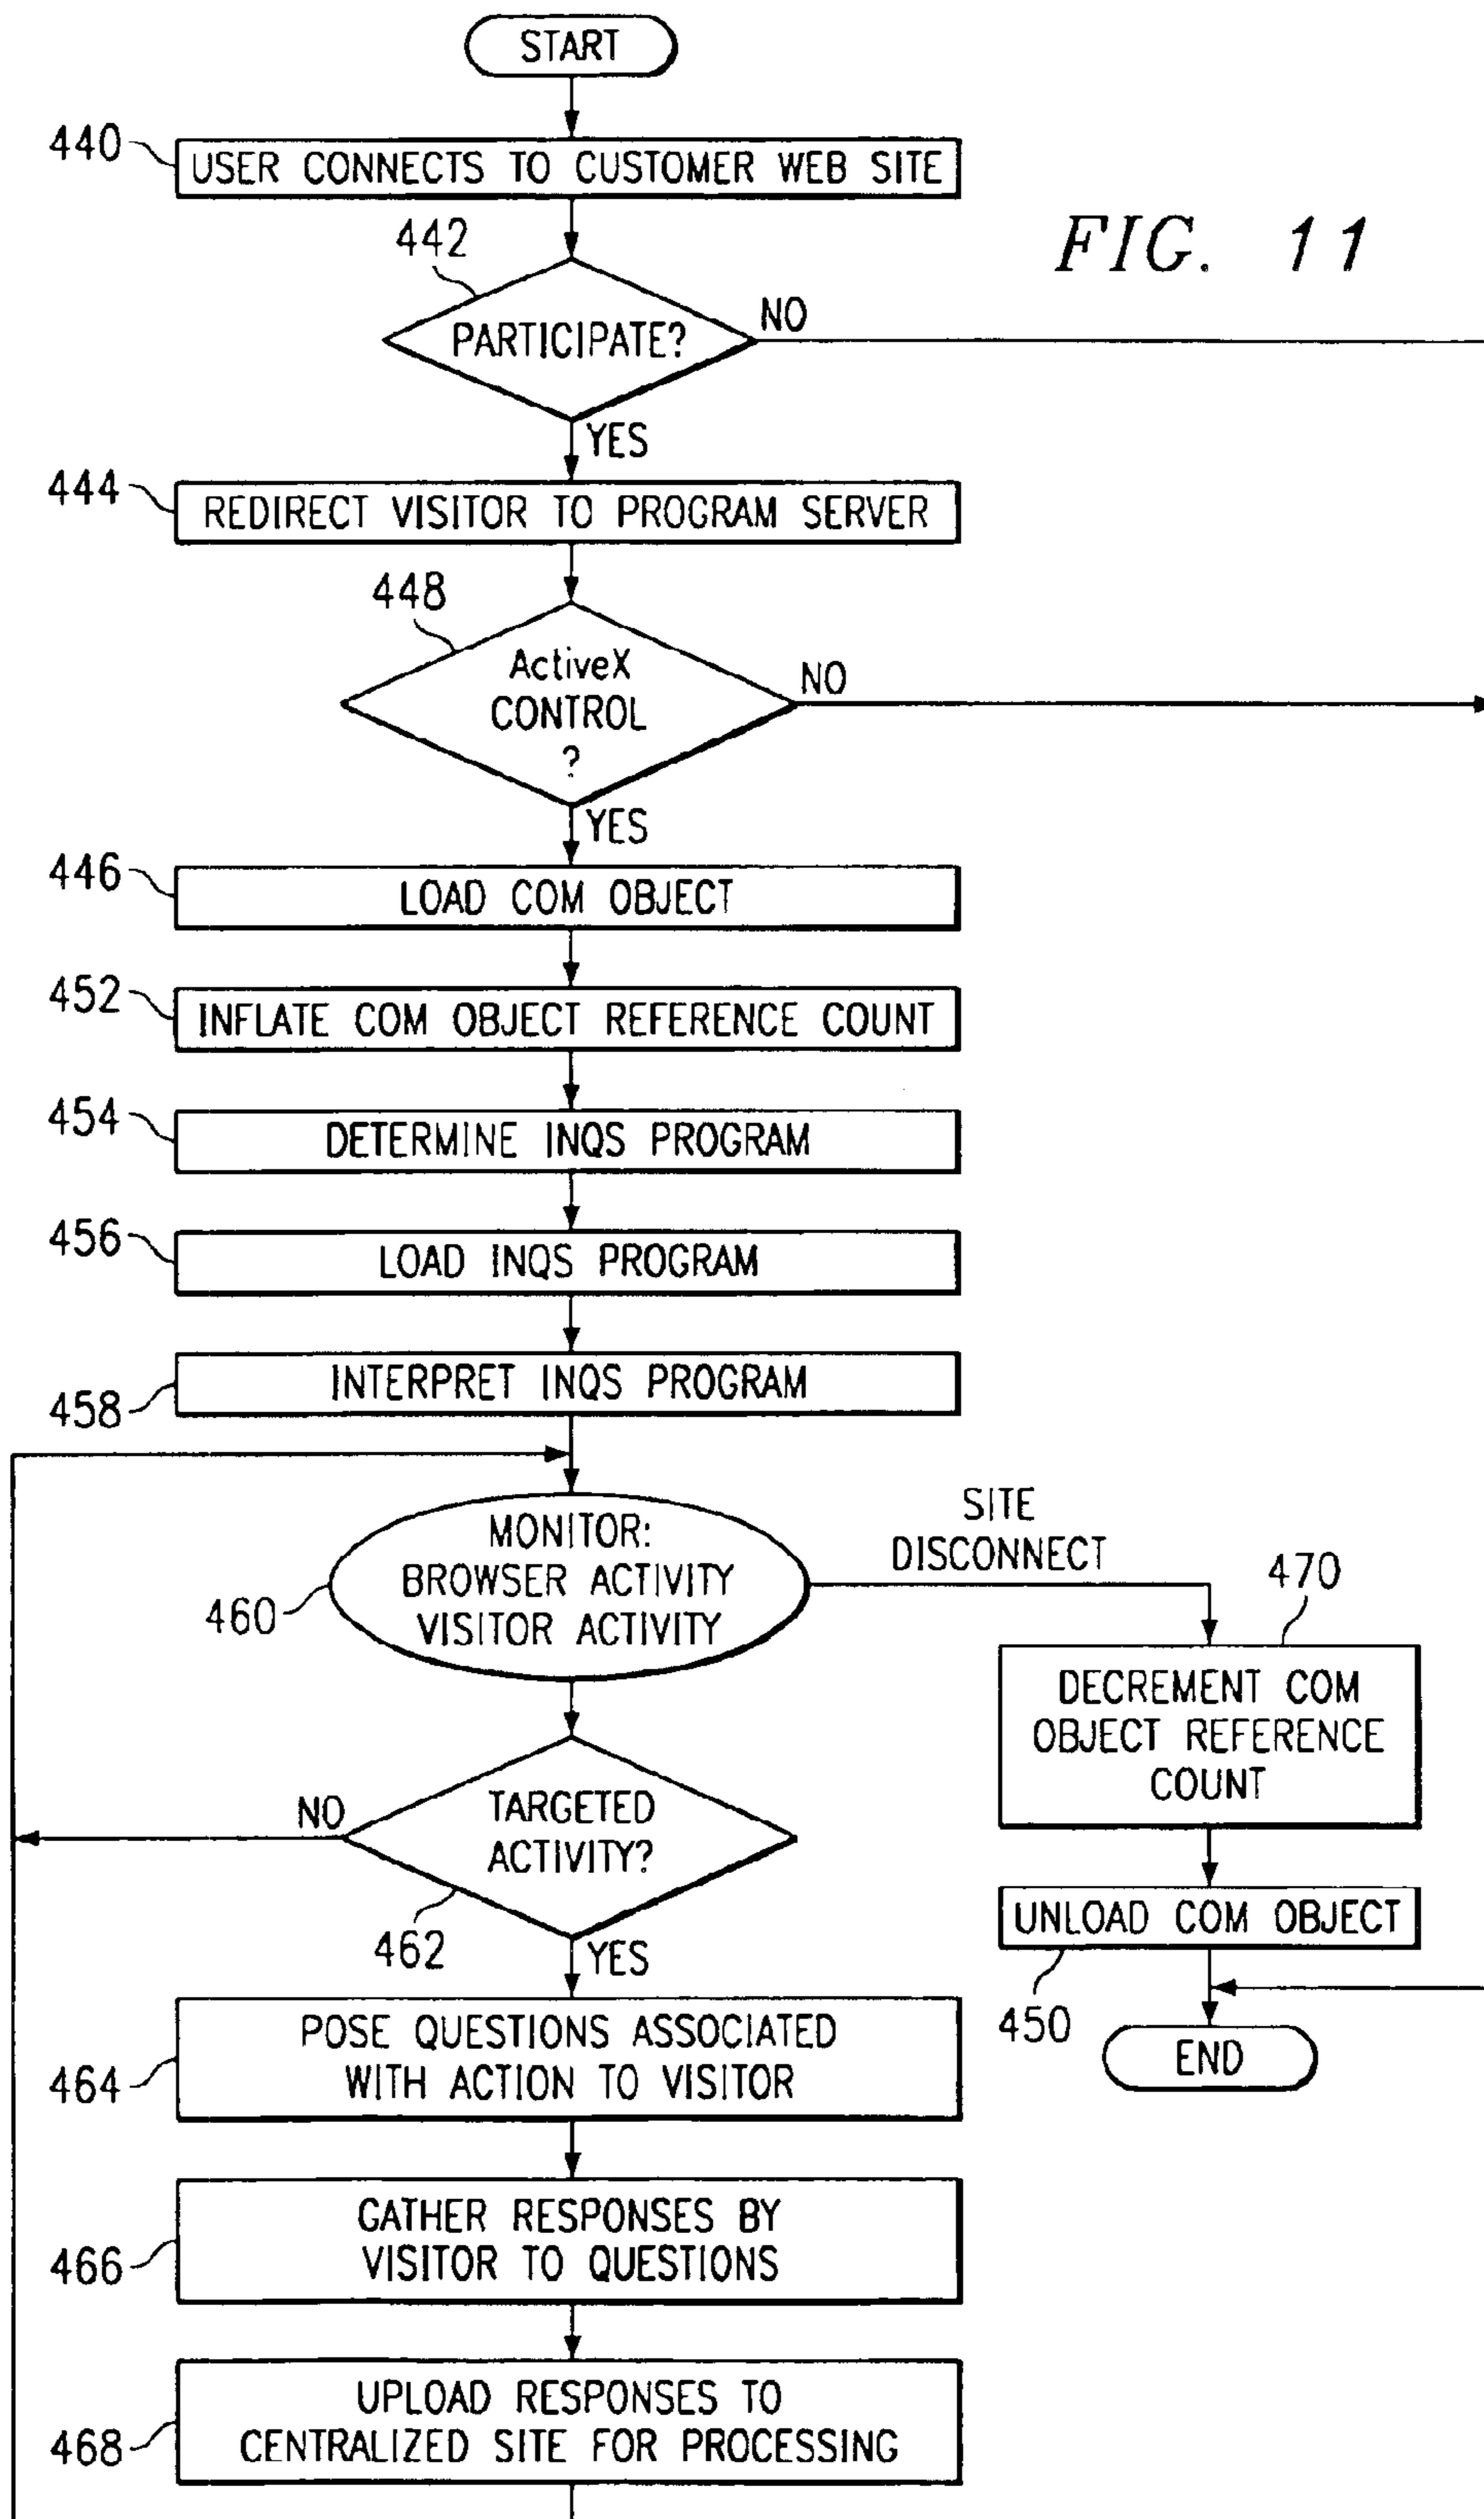 START
440
USER CONNECTS TO CUSTOMER WEB SITE
FIG. 11
442
PARTICIPATE?
NO
YES
444
REDIRECT VISITOR TO PROGRAM SERVER
448
ActiveX
CONTROL
?
NO
YES
446
LOAD COM OBJECT
452
INFLATE COM OBJECT REFERENCE COUNT
454
DETERMINE INQS PROGRAM
456
LOAD INQS PROGRAM
458
INTERPRET INQS PROGRAM
460
MONITOR:
BROWSER ACTIVITY
VISITOR ACTIVITY
SITE
DISCONNECT
470
DECREMENT COM
OBJECT REFERENCE
COUNT
UNLOAD COM OBJECT
450
END
NO
TARGETED
ACTIVITY?
462
YES
464
POSE QUESTIONS ASSOCIATED
WITH ACTION TO VISITOR
466
GATHER RESPONSES BY
VISITOR TO QUESTIONS
468
UPLOAD RESPONSES TO
CENTRALIZED SITE FOR PROCESSING